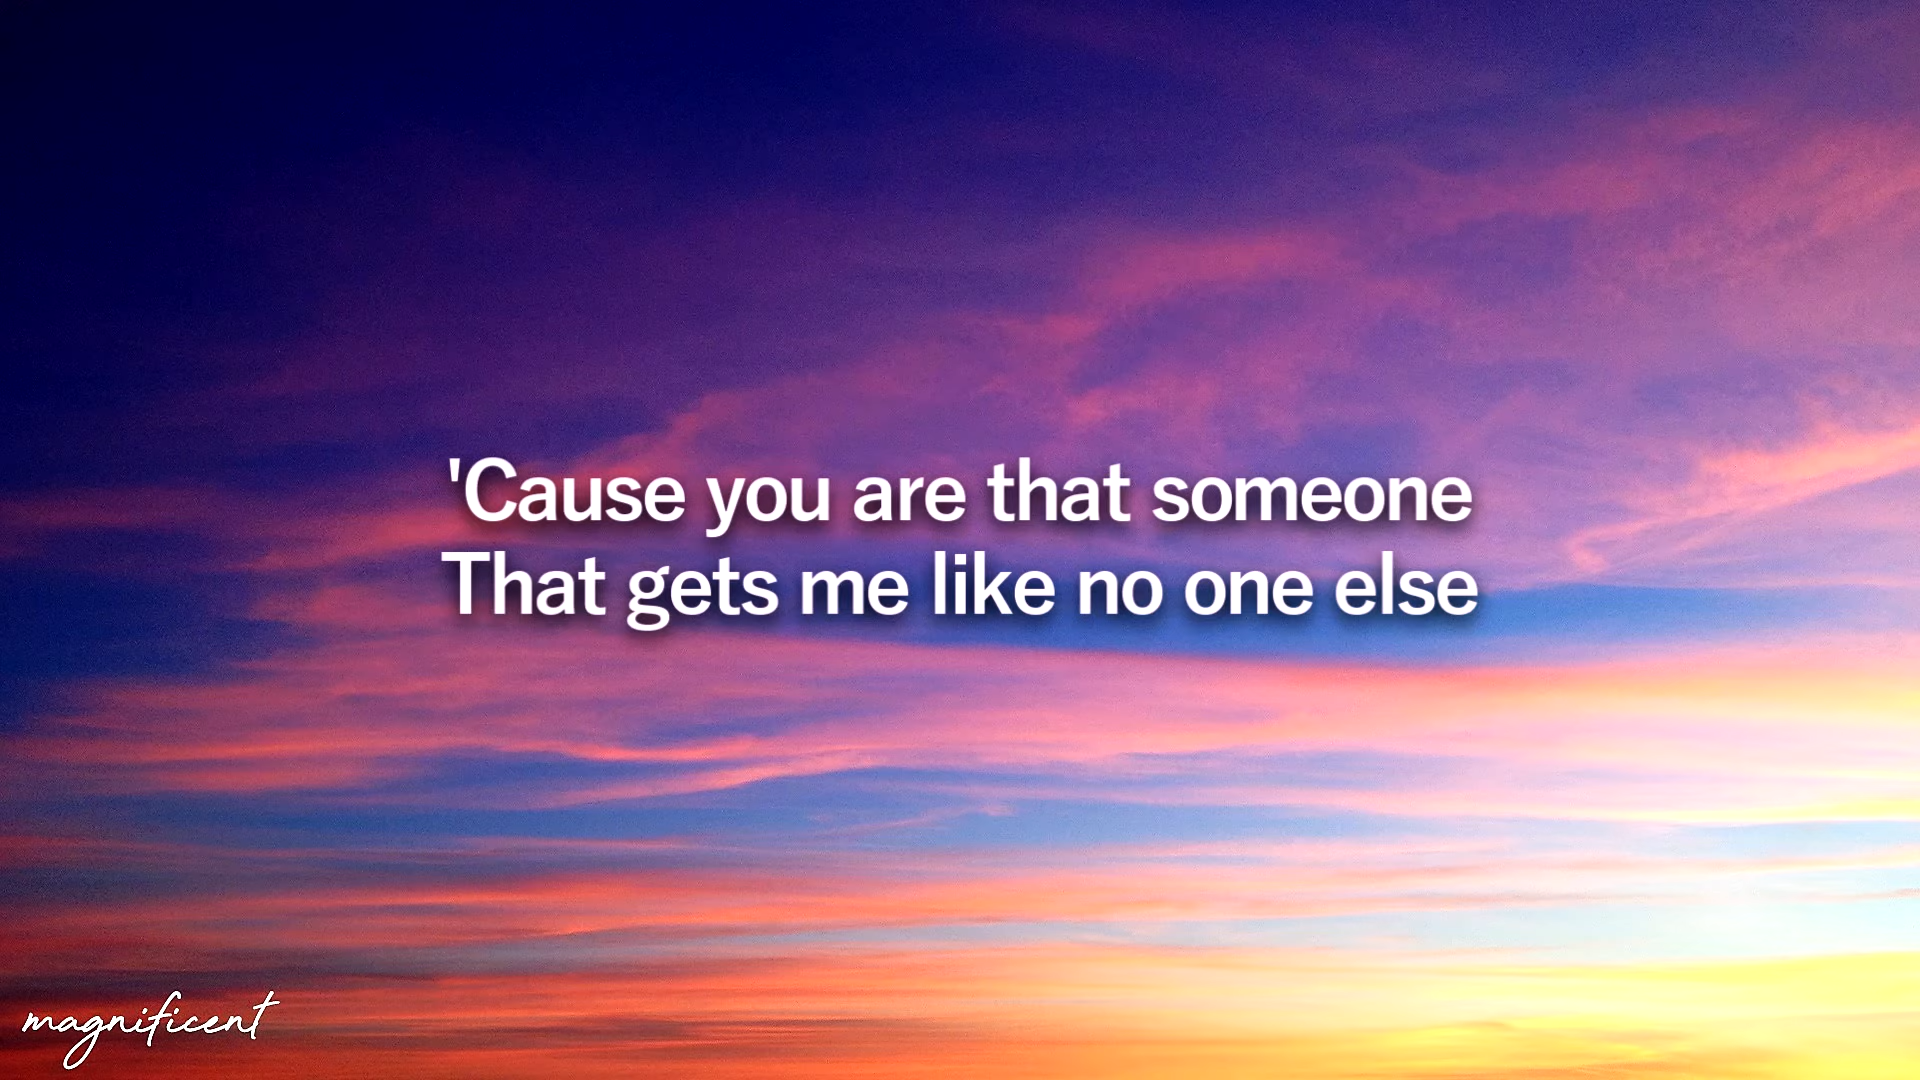 'Cause you are that someone
That gets me like no one else
magnificent